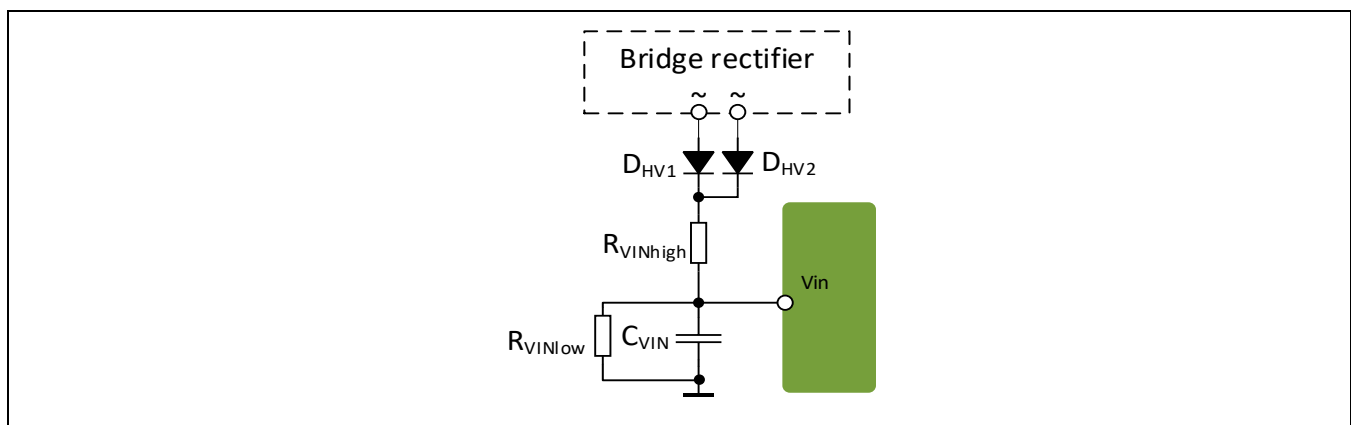 Bridge rectifier
~ ~
DHV1 DHV2
RVINhigh
Vin
RVINlow CVIN